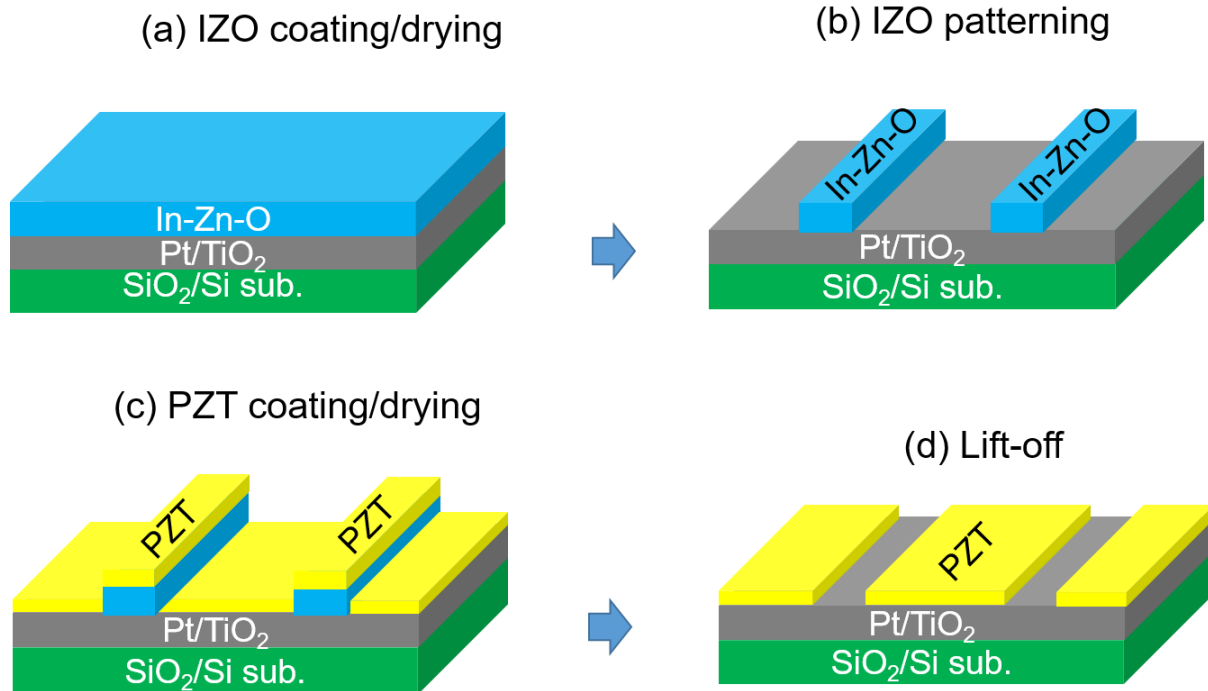 (a) IZO coating/drying
In-Zn-O
Pt/TiO₂
SiO₂/Si sub.
(b) IZO patterning
In-Zn-O
In-Zn-O
Pt/TiO₂
SiO₂/Si sub.
(c) PZT coating/drying
PZT
PZT
Pt/TiO₂
SiO₂/Si sub.
(d) Lift-off
PZT
Pt/TiO₂
SiO₂/Si sub.